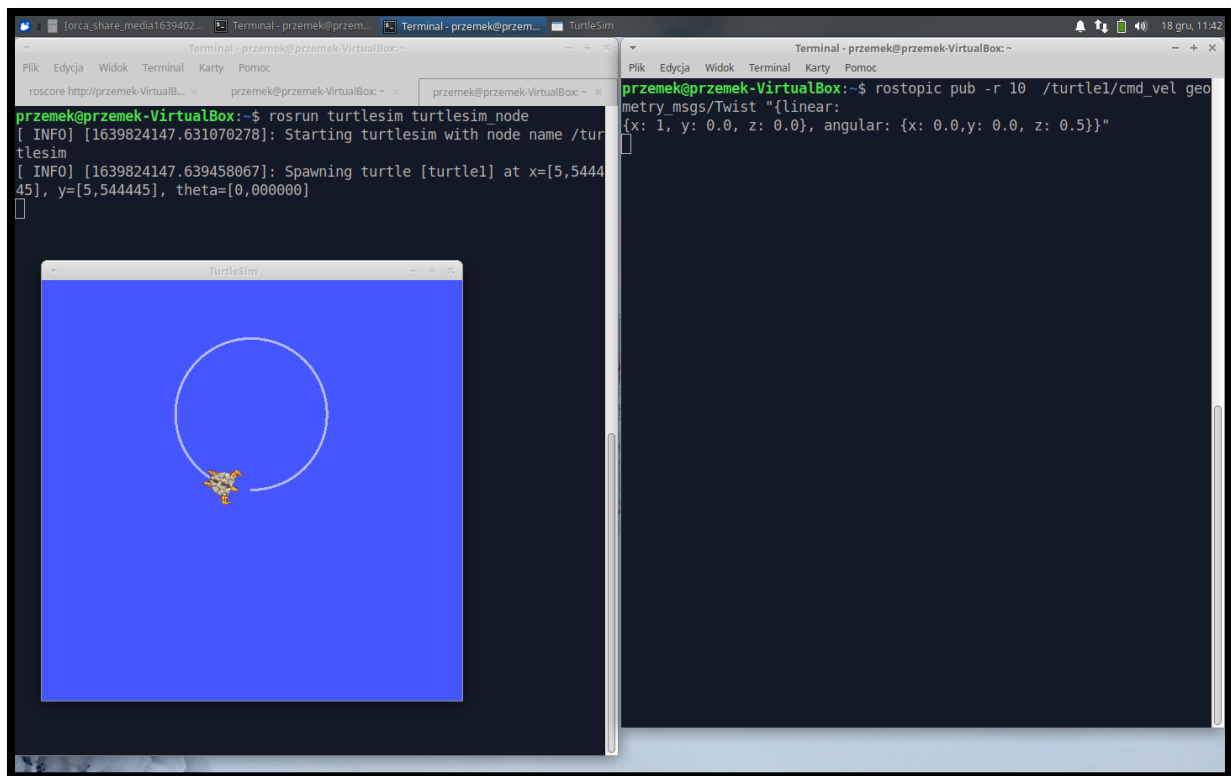 [orca_share_media1639402... Terminal - przemek@przem... Terminal - przemek@przem... TurtleSim 18 gru, 11:42
Terminal - przemek@przemek-VirtualBox: ~
Plik Edycja Widok Terminal Karty Pomoc
roscore http://przemek-VirtualB... przemek@przemek-VirtualBox: ~ przemek@przemek-VirtualBox: ~
przemek@przemek-VirtualBox:~$ rosrun turtlesim turtlesim_node
[ INFO] [1639824147.631070278]: Starting turtlesim with node name /tur
tlesim
[ INFO] [1639824147.639458067]: Spawning turtle [turtle1] at x=[5,5444
45], y=[5,544445], theta=[0,000000]
TurtleSim
Terminal - przemek@przemek-VirtualBox: ~
Plik Edycja Widok Terminal Karty Pomoc
przemek@przemek-VirtualBox:~$ rostopic pub -r 10  /turtle1/cmd_vel geo
metry_msgs/Twist "{linear:
{x: 1, y: 0.0, z: 0.0}, angular: {x: 0.0,y: 0.0, z: 0.5}}"